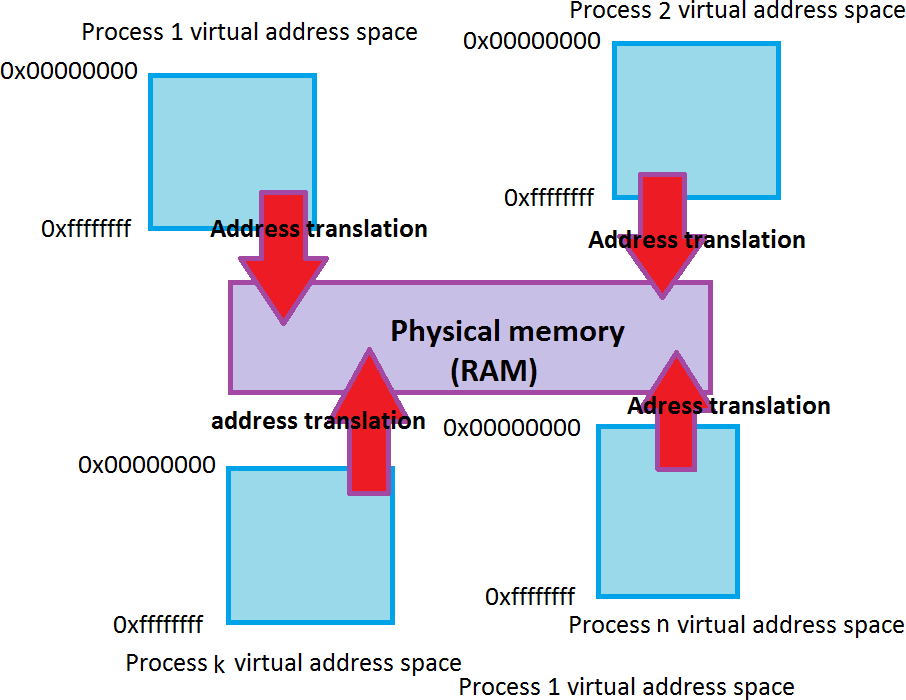 Process 1 virtual address space
0x00000000
0xffffffff
Address translation
Process 2 virtual address space
0x00000000
0xffffffff
Address translation
Physical memory
(RAM)
address translation
0x00000000
0xffffffff
Process k virtual address space
Adress translation
0x00000000
0xffffffff
Process n virtual address space
Process 1 virtual address space